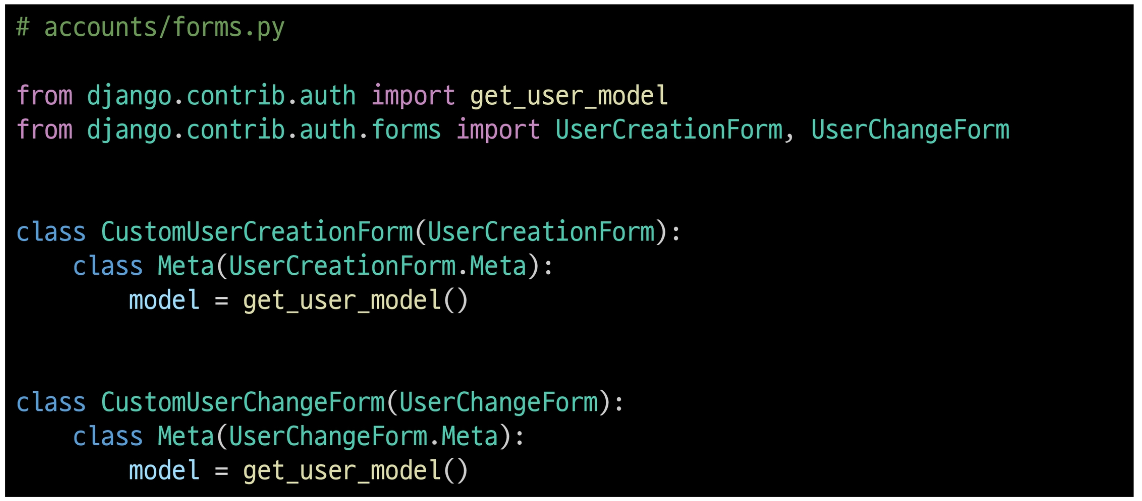 # accounts/forms.py
from django.contrib.auth import get_user_model
from django.contrib.auth.forms import UserCreationForm, UserChangeForm
class CustomUserCreationForm(UserCreationForm):
    class Meta(UserCreationForm.Meta):
        model = get_user_model()
class CustomUserChangeForm(UserChangeForm):
    class Meta(UserChangeForm.Meta):
        model = get_user_model()